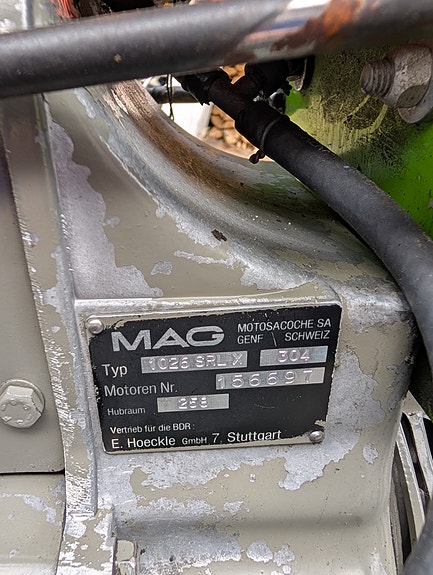 MAG MOTOSACOCHE SA
GENF SCHWEIZ
Typ 1026 SRL X 304
Motoren Nr. 156697
Hubraum 258
Vertrieb für die BDR:
E. Hoeckle GmbH 7. Stuttgart